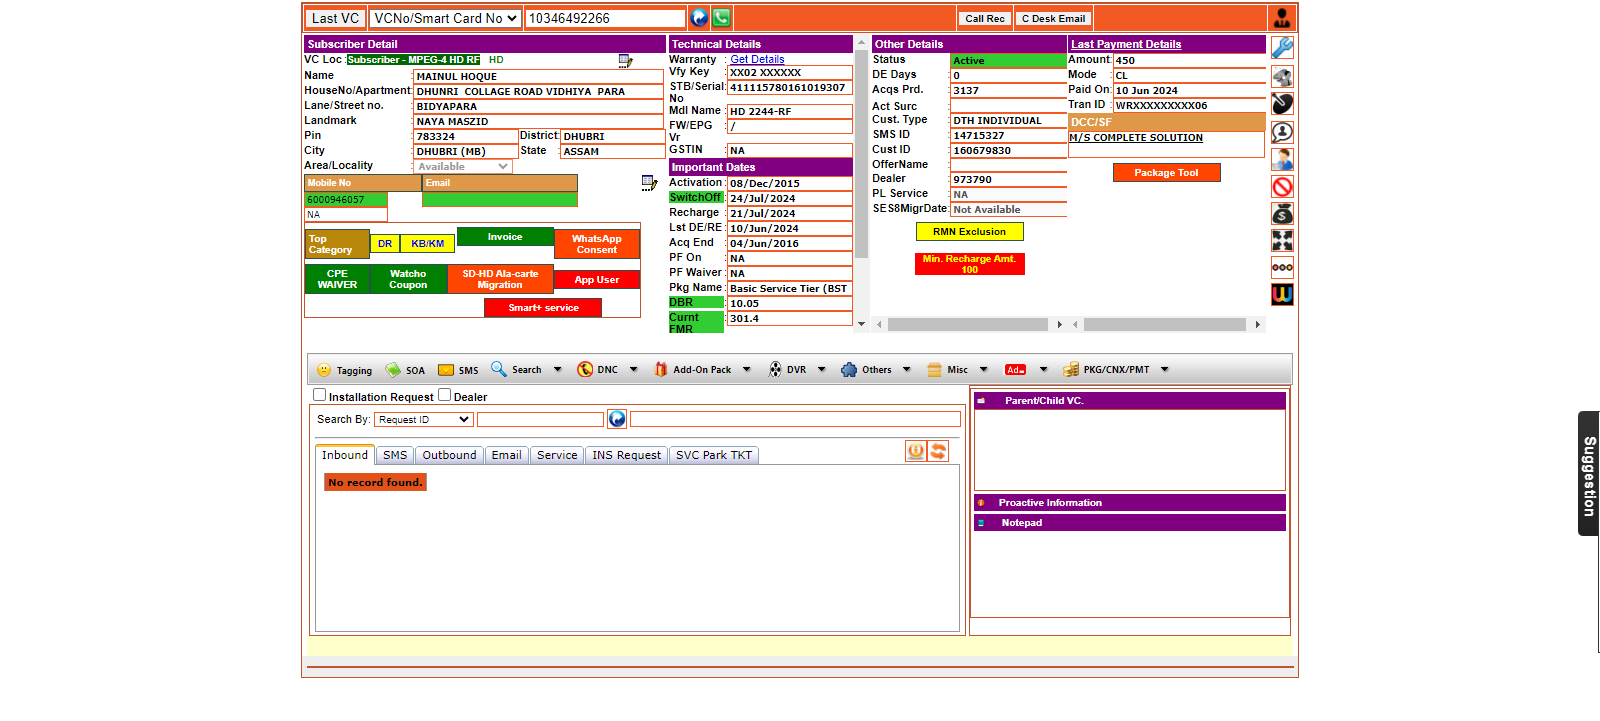 Last VC VCNo/Smart Card No 10346492266 Call Rec C Desk Email
Subscriber Detail
VC Loc : Subscriber - MPEG-4 HD RF HD
Name : MAINUL HOQUE
HouseNo/Apartment : DHUNRI COLLAGE ROAD VIDHIYA PARA
Lane/Street no. : BIDYAPARA
Landmark : NAYA MASZID
Pin : 783324 District : DHUBRI
City : DHUBRI (MB) State : ASSAM
Area/Locality : Available
Mobile No Email
6000946057
NA
Top Category DR KB/KM Invoice WhatsApp Consent
CPE WAIVER Watcho Coupon SD-HD Ala-carte Migration App User
Smart+ service
Technical Details
Warranty : Get Details
Vfy Key : XX02 XXXXXX
STB/Serial No : 411115780161019307
Mdl Name : HD 2244-RF
FW/EPG Vr : /
GSTIN : NA
Important Dates
Activation : 08/Dec/2015
SwitchOff : 24/Jul/2024
Recharge : 21/Jul/2024
Lst DE/RE : 10/Jun/2024
Acq End : 04/Jun/2016
PF On : NA
PF Waiver : NA
Pkg Name : Basic Service Tier (BST
DBR : 10.05
Curnt FMR : 301.4
Other Details
Status : Active
DE Days : 0
Acqs Prd. : 3137
Act Surc :
Cust. Type : DTH INDIVIDUAL
SMS ID : 14715327
Cust ID : 160679830
OfferName :
Dealer : 973790
PL Service : NA
SES8MigrDate : Not Available
RMN Exclusion
Min. Recharge Amt. 100
Last Payment Details
Amount : 450
Mode : CL
Paid On : 10 Jun 2024
Tran ID : WRXXXXXXXXX06
DCC/SF
M/S COMPLETE SOLUTION
Package Tool
Tagging SOA SMS Search DNC Add-On Pack DVR Others Misc Ad PKG/CNX/PMT
Installation Request Dealer
Search By: Request ID
Inbound SMS Outbound Email Service INS Request SVC Park TKT
No record found.
Parent/Child VC.
Proactive Information
Notepad
Suggestion